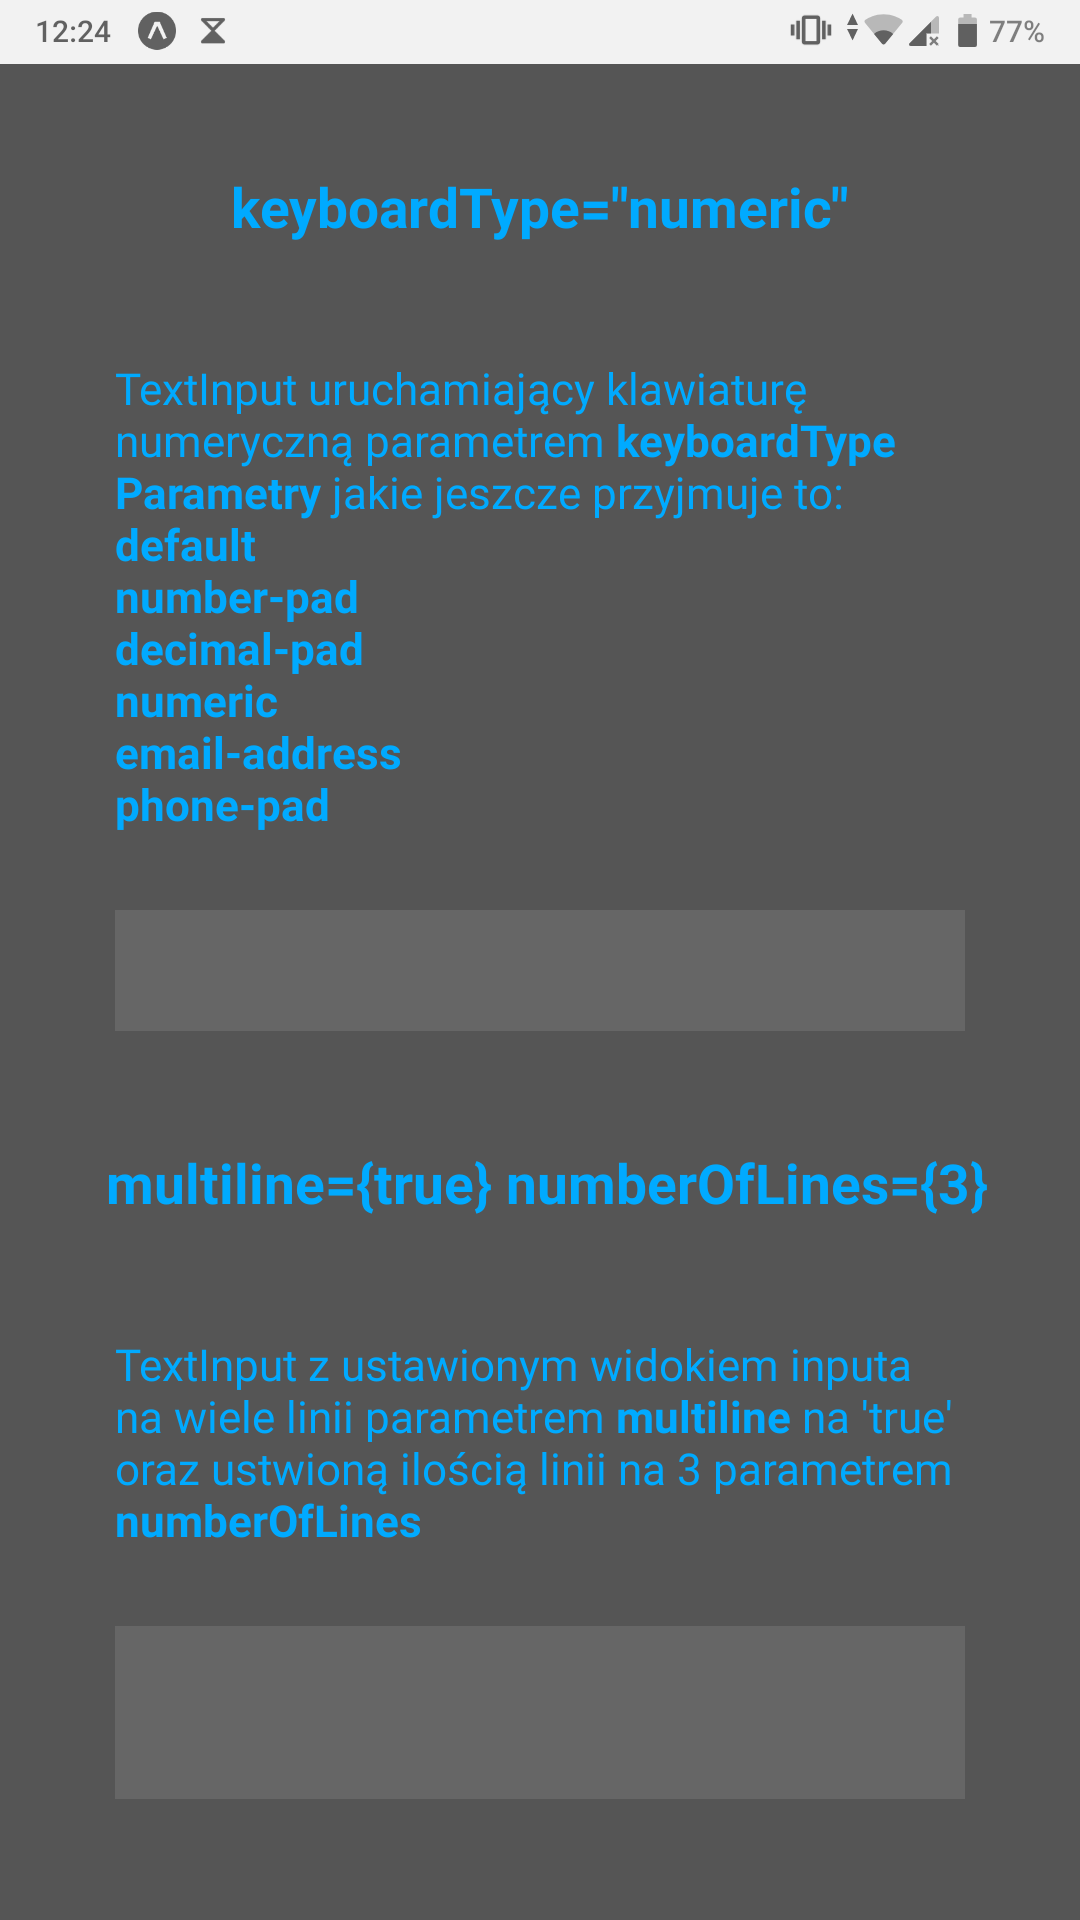 12:24
77%
keyboardType="numeric"
TextInput uruchamiający klawiaturę
numeryczną parametrem keyboardType
Parametry jakie jeszcze przyjmuje to:
default
number-pad
decimal-pad
numeric
email-address
phone-pad
multiline={true} numberOfLines={3}
TextInput z ustawionym widokiem inputa
na wiele linii parametrem multiline na 'true'
oraz ustwioną ilością linii na 3 parametrem
numberOfLines